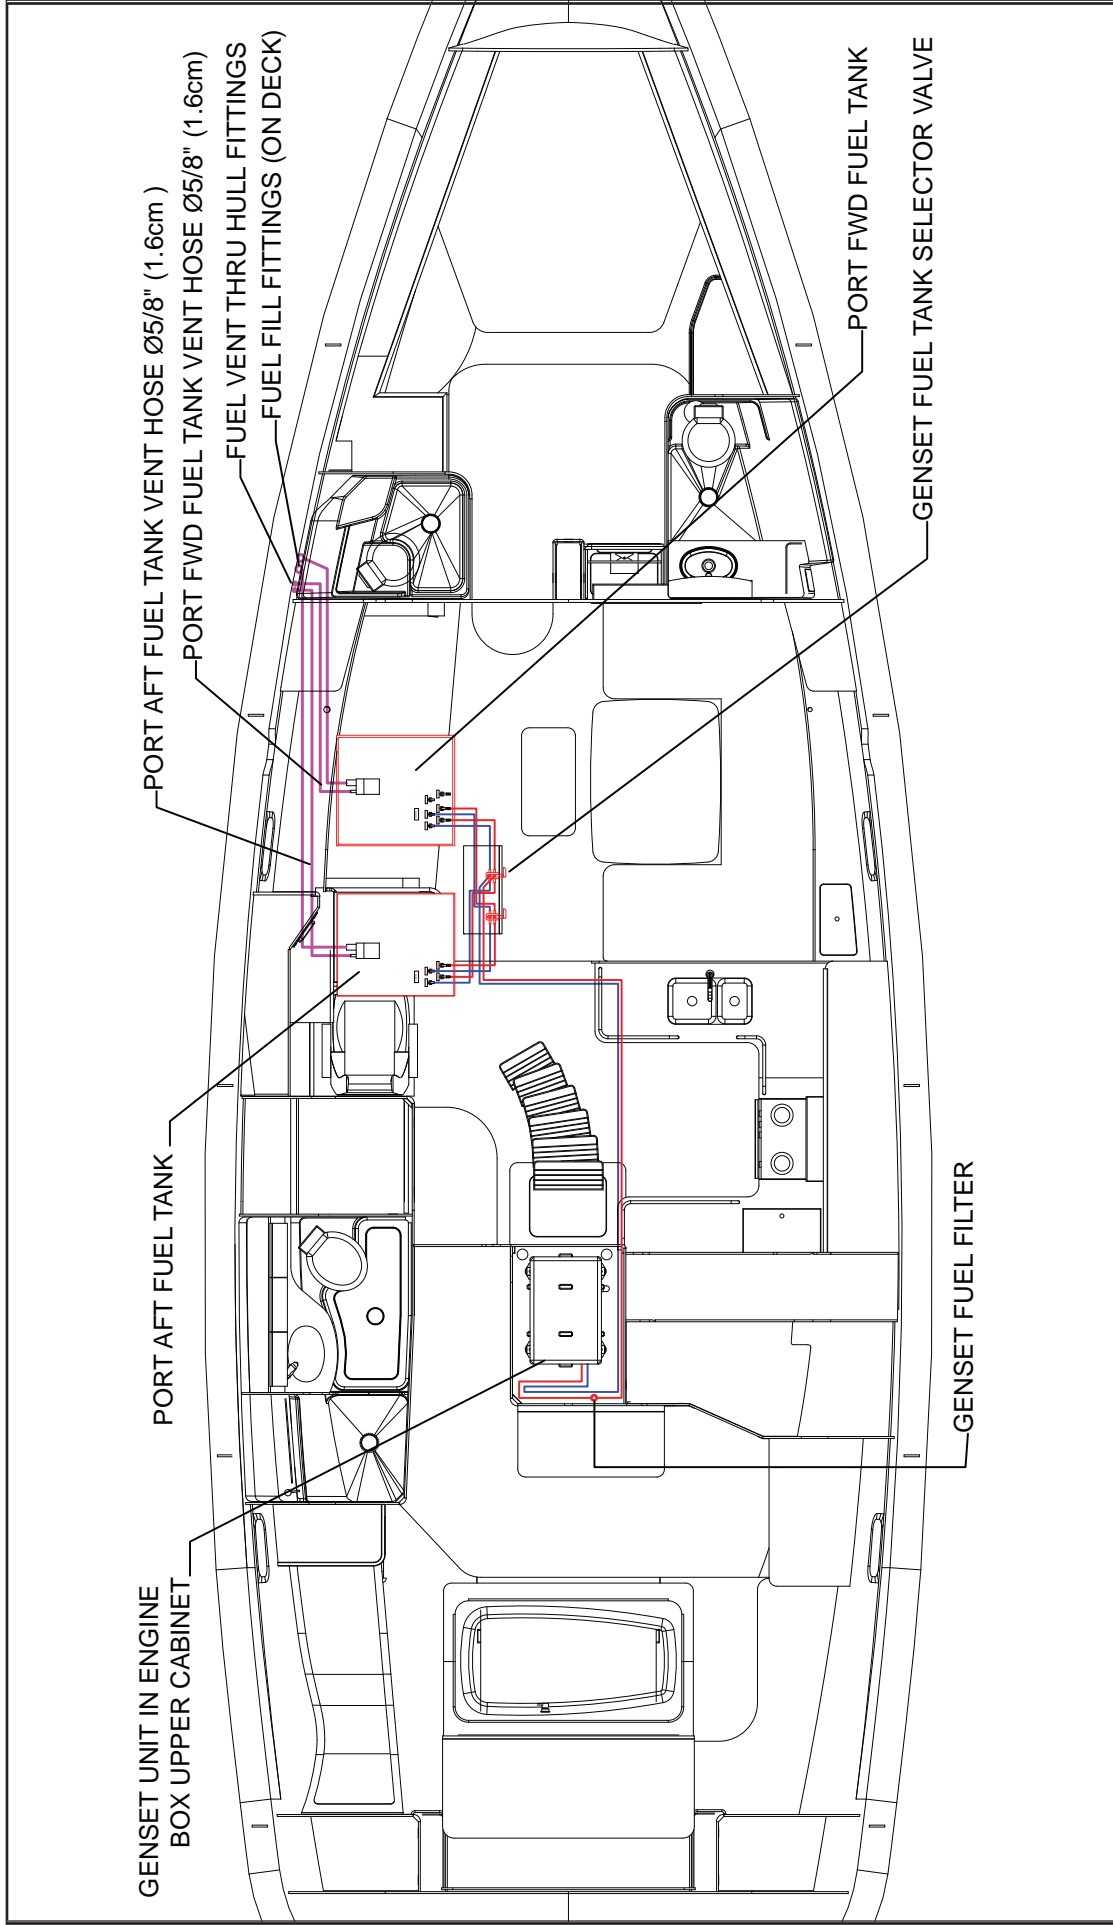 PORT AFT FUEL TANK VENT HOSE Ø5/8" (1.6cm )
PORT FWD FUEL TANK VENT HOSE Ø5/8" (1.6cm)
FUEL VENT THRU HULL FITTINGS
FUEL FILL FITTINGS (ON DECK)
PORT FWD FUEL TANK
GENSET FUEL TANK SELECTOR VALVE
PORT AFT FUEL TANK
GENSET FUEL FILTER
GENSET UNIT IN ENGINE
BOX UPPER CABINET